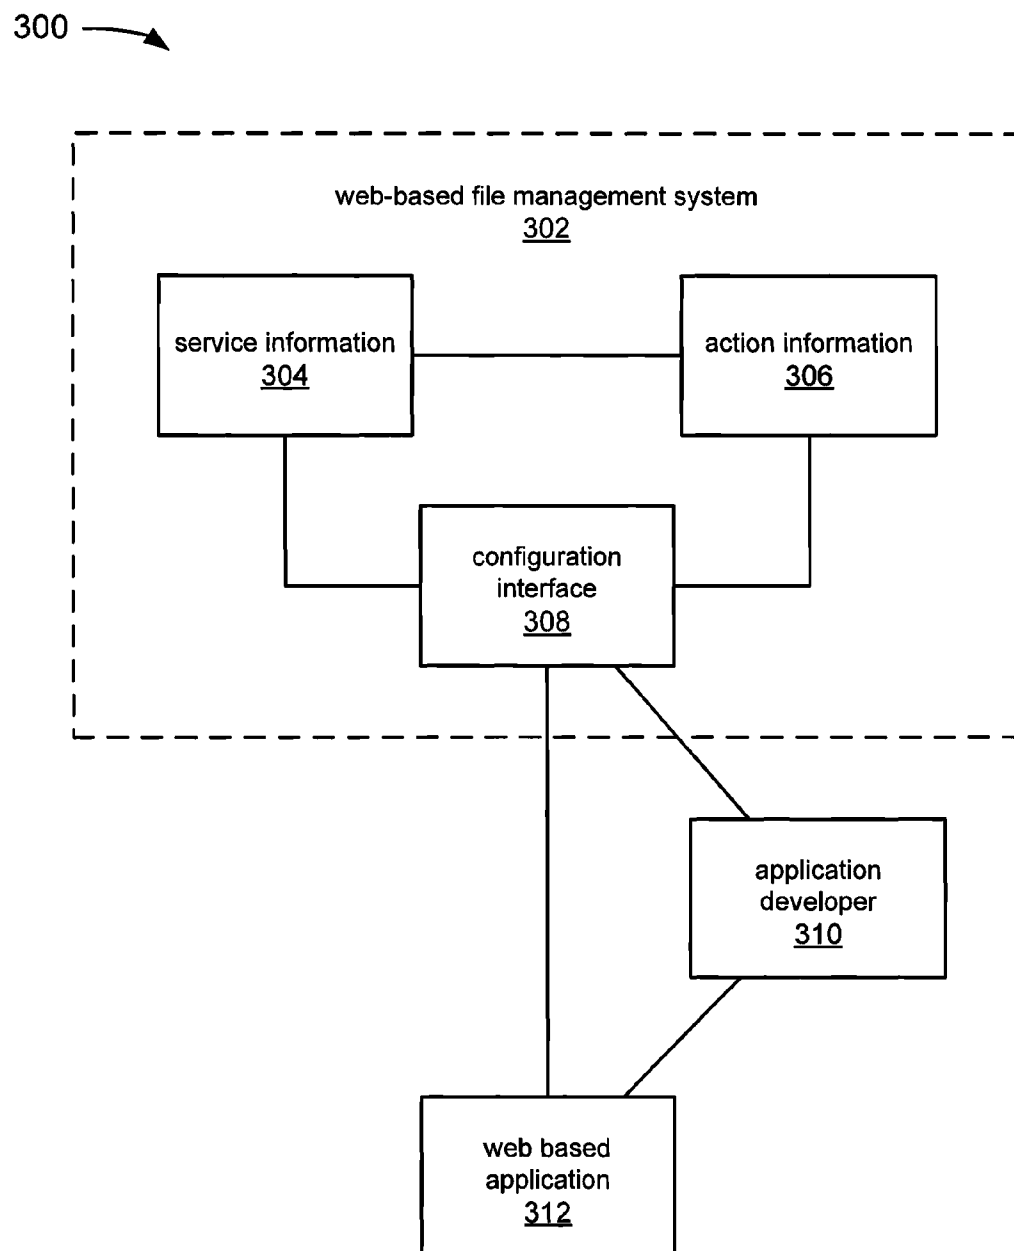 300
web-based file management system
302
service information
304
action information
306
configuration
interface
308
application
developer
310
web based
application
312